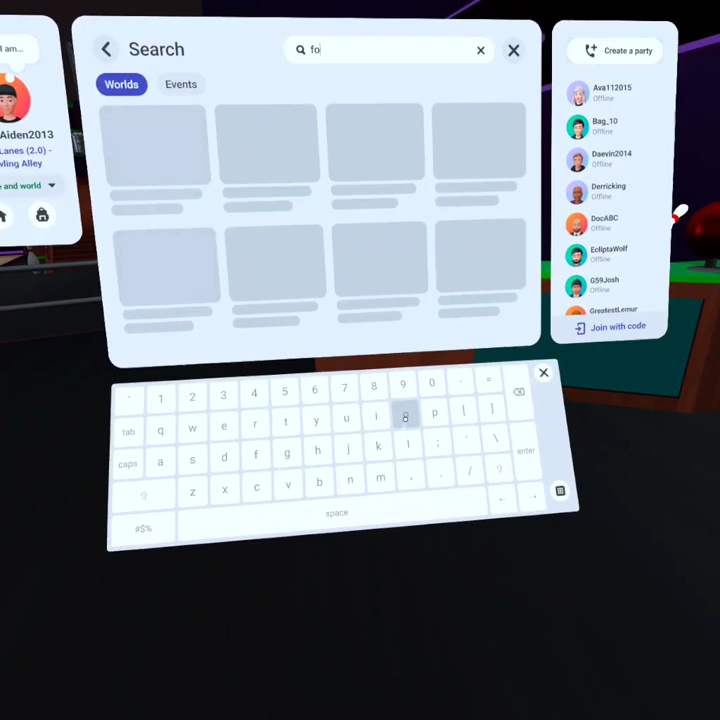 I am...
Aiden2013
Lanes (2.0) -
wling Alley
e and world
Search
fo
Worlds
Events
Create a party
Ava112015
Offline
Bag_10
Offline
Daevin2014
Offline
Derricking
Offline
DocABC
Offline
EcliptaWolf
Offline
G59Josh
Offline
GreatestLemur
Join with code
` 1 2 3 4 5 6 7 8 9 0 - =
tab q w e r t y u i o p [ ]
caps a s d f g h j k l ; ' \ enter
z x c v b n m , . /
#$% space